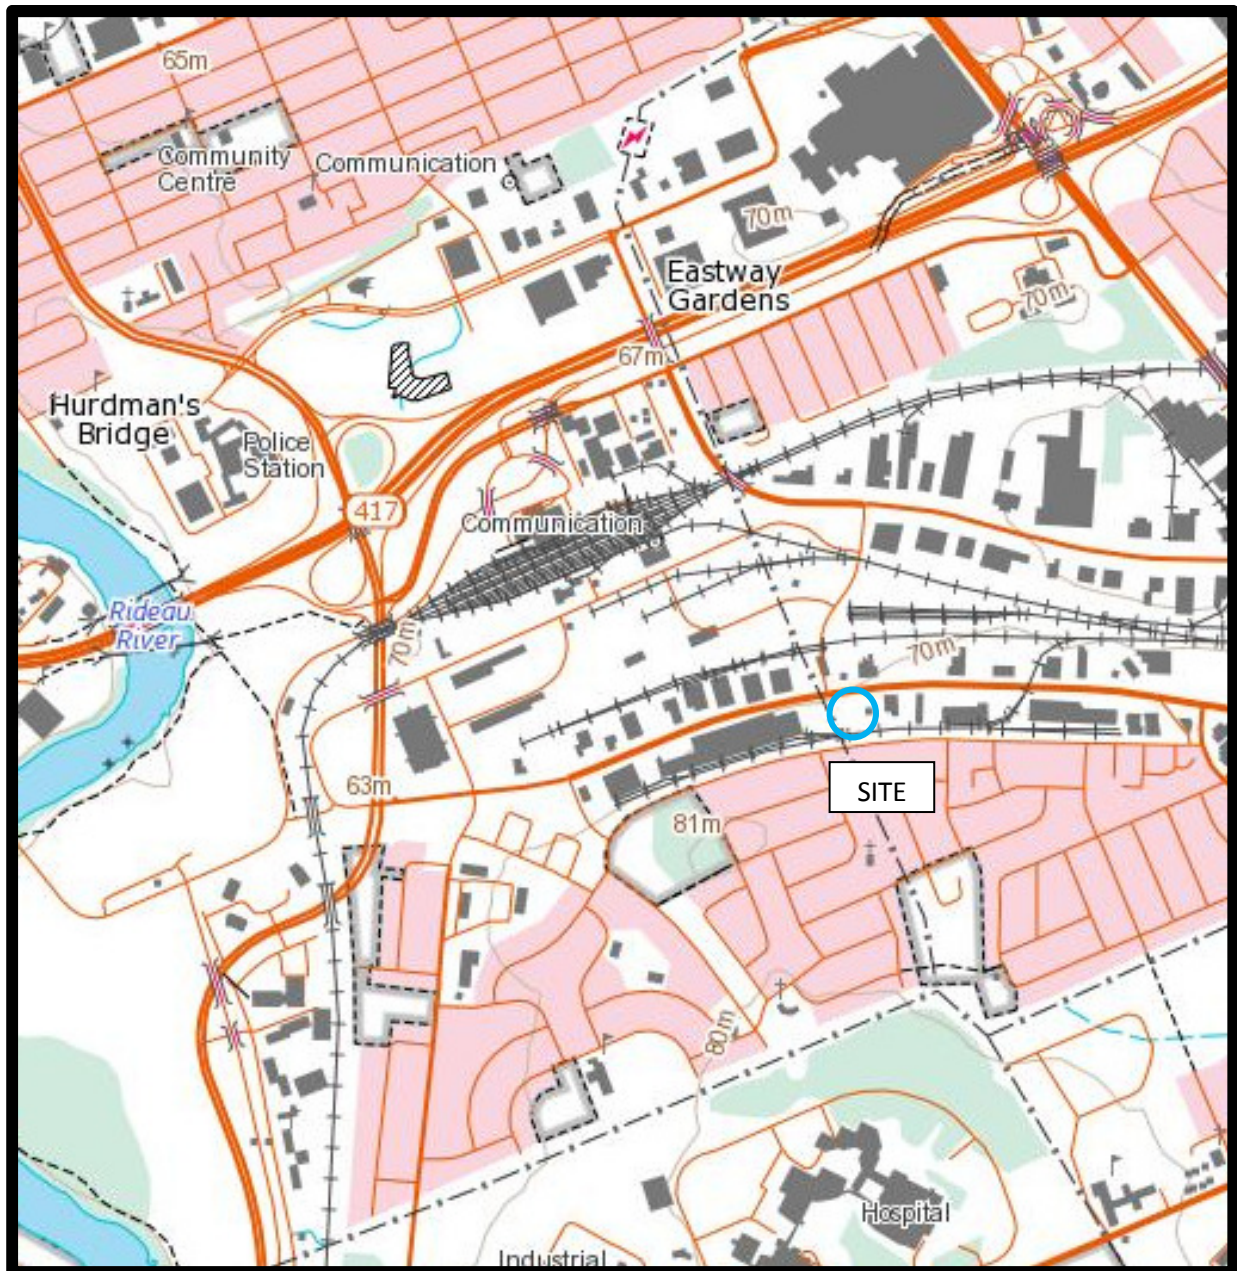 65m
Community
Centre
Communication
70m
Eastway
Gardens
70m
67m
Hurdman's
Bridge
Police
Station
417
Communication
Rideau
River
70m
70m
63m
SITE
81m
80m
Hospital
Industrial